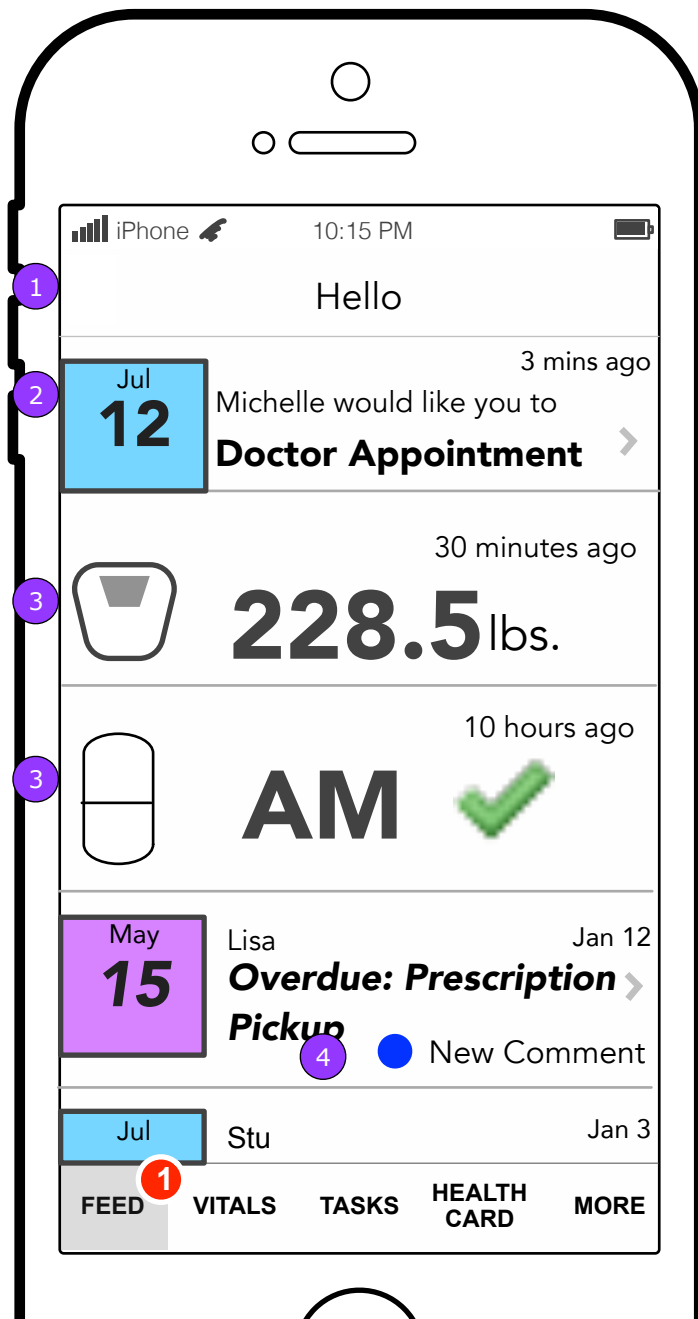 iPhone 10:15 PM
1
Hello
3 mins ago
2
Jul
12
Michelle would like you to
Doctor Appointment
30 minutes ago
3
228.5 lbs.
10 hours ago
3
AM
May
15
Lisa
Jan 12
Overdue: Prescription
Pickup
4
New Comment
Jul
Stu
Jan 3
1
FEED
VITALS
TASKS
HEALTH
CARD
MORE